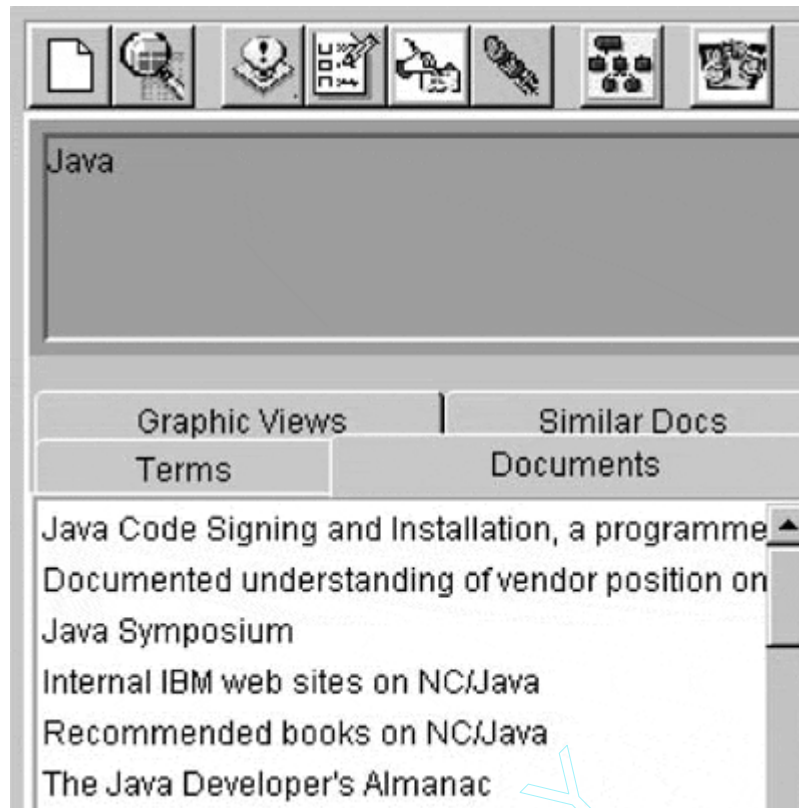 Java
Graphic Views Similar Docs
Terms Documents
Java Code Signing and Installation, a programme
Documented understanding of vendor position on
Java Symposium
Internal IBM web sites on NC/Java
Recommended books on NC/Java
The Java Developer's Almanac